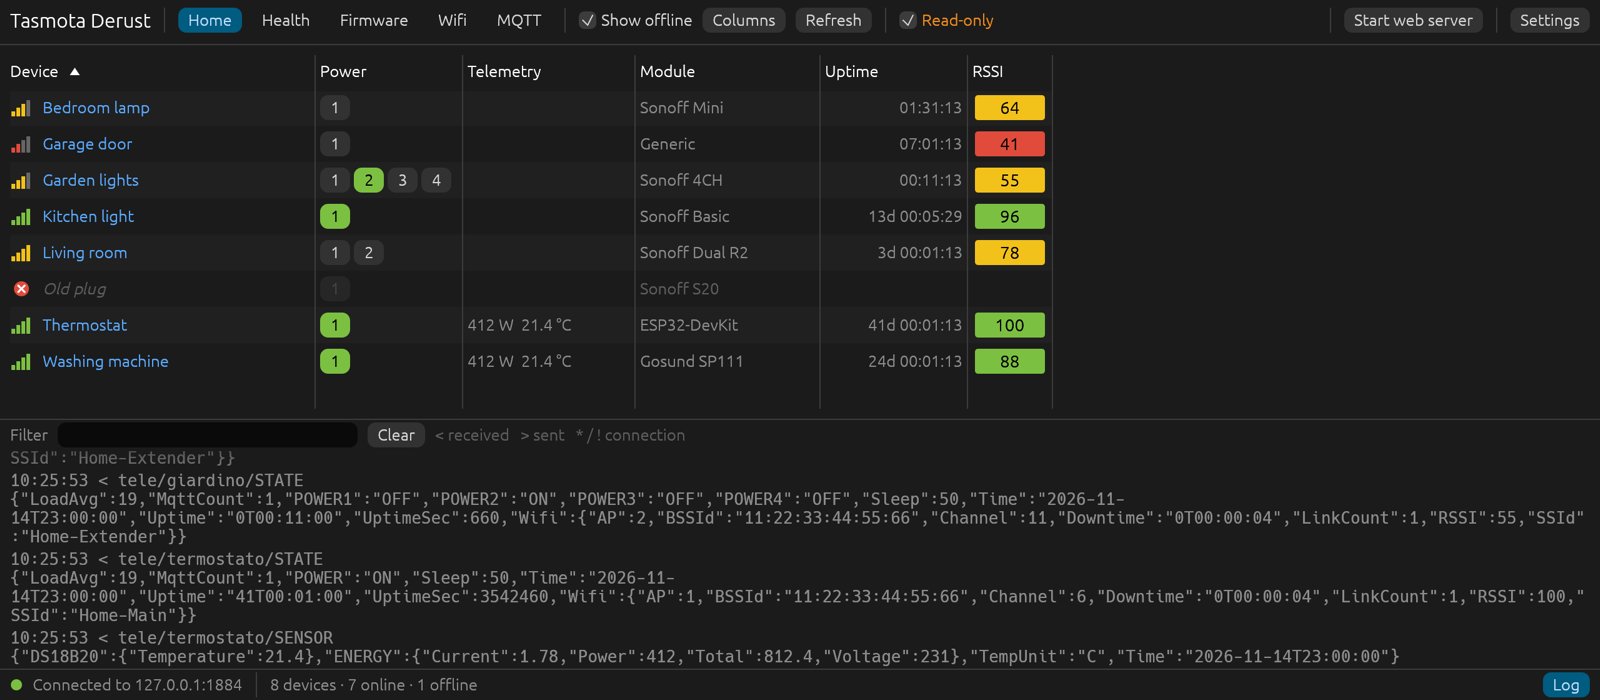 Tasmota Derust Home Health Firmware Wifi MQTT Show offline Columns Refresh Read-only Start web server Settings
Device ▲ Power Telemetry Module Uptime RSSI
Bedroom lamp 1 Sonoff Mini 01:31:13 64
Garage door 1 Generic 07:01:13 41
Garden lights 1 2 3 4 Sonoff 4CH 00:11:13 55
Kitchen light 1 Sonoff Basic 13d 00:05:29 96
Living room 1 2 Sonoff Dual R2 3d 00:01:13 78
Old plug 1 Sonoff S20
Thermostat 1 412 W 21.4 °C ESP32-DevKit 41d 00:01:13 100
Washing machine 1 412 W 21.4 °C Gosund SP111 24d 00:01:13 88
Filter Clear < received > sent * / ! connection
SSId":"Home-Extender"}}
10:25:53 < tele/giardino/STATE
{"LoadAvg":19,"MqttCount":1,"POWER1":"OFF","POWER2":"ON","POWER3":"OFF","POWER4":"OFF","Sleep":50,"Time":"2026-11-
14T23:00:00","Uptime":"0T00:11:00","UptimeSec":660,"Wifi":{"AP":2,"BSSId":"11:22:33:44:55:66","Channel":11,"Downtime":"0T00:00:04","LinkCount":1,"RSSI":55,"SSId"
:"Home-Extender"}}
10:25:53 < tele/termostato/STATE
{"LoadAvg":19,"MqttCount":1,"POWER":"ON","Sleep":50,"Time":"2026-11-
14T23:00:00","Uptime":"41T00:01:00","UptimeSec":3542460,"Wifi":{"AP":1,"BSSId":"11:22:33:44:55:66","Channel":6,"Downtime":"0T00:00:04","LinkCount":1,"RSSI":100,"
SSId":"Home-Main"}}
10:25:53 < tele/termostato/SENSOR
{"DS18B20":{"Temperature":21.4},"ENERGY":{"Current":1.78,"Power":412,"Total":812.4,"Voltage":231},"TempUnit":"C","Time":"2026-11-14T23:00:00"}
Connected to 127.0.0.1:1884 8 devices · 7 online · 1 offline Log